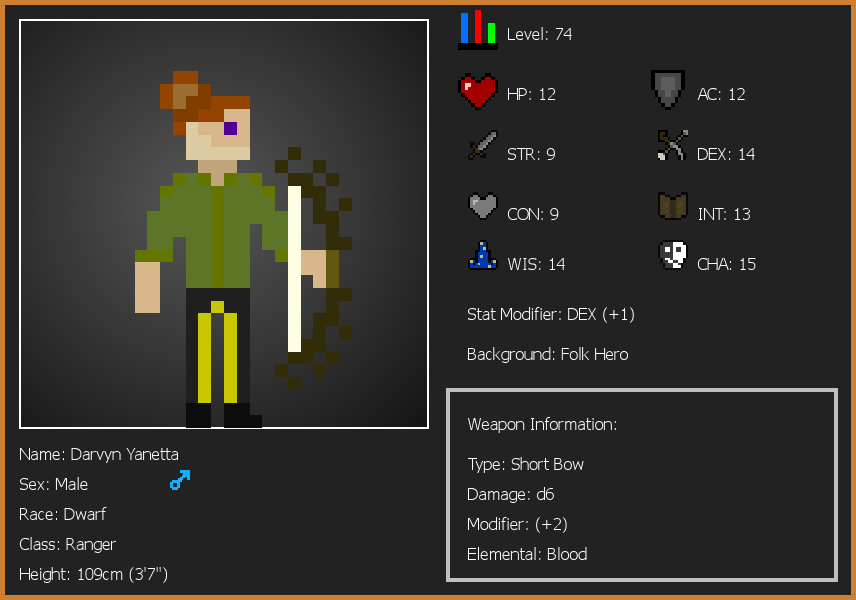 Level: 74
HP: 12
AC: 12
STR: 9
DEX: 14
CON: 9
INT: 13
WIS: 14
CHA: 15
Stat Modifier: DEX (+1)
Background: Folk Hero
Weapon Information:
Type: Short Bow
Damage: d6
Modifier: (+2)
Elemental: Blood
Name: Darvyn Yanetta
Sex: Male
Race: Dwarf
Class: Ranger
Height: 109cm (3'7")